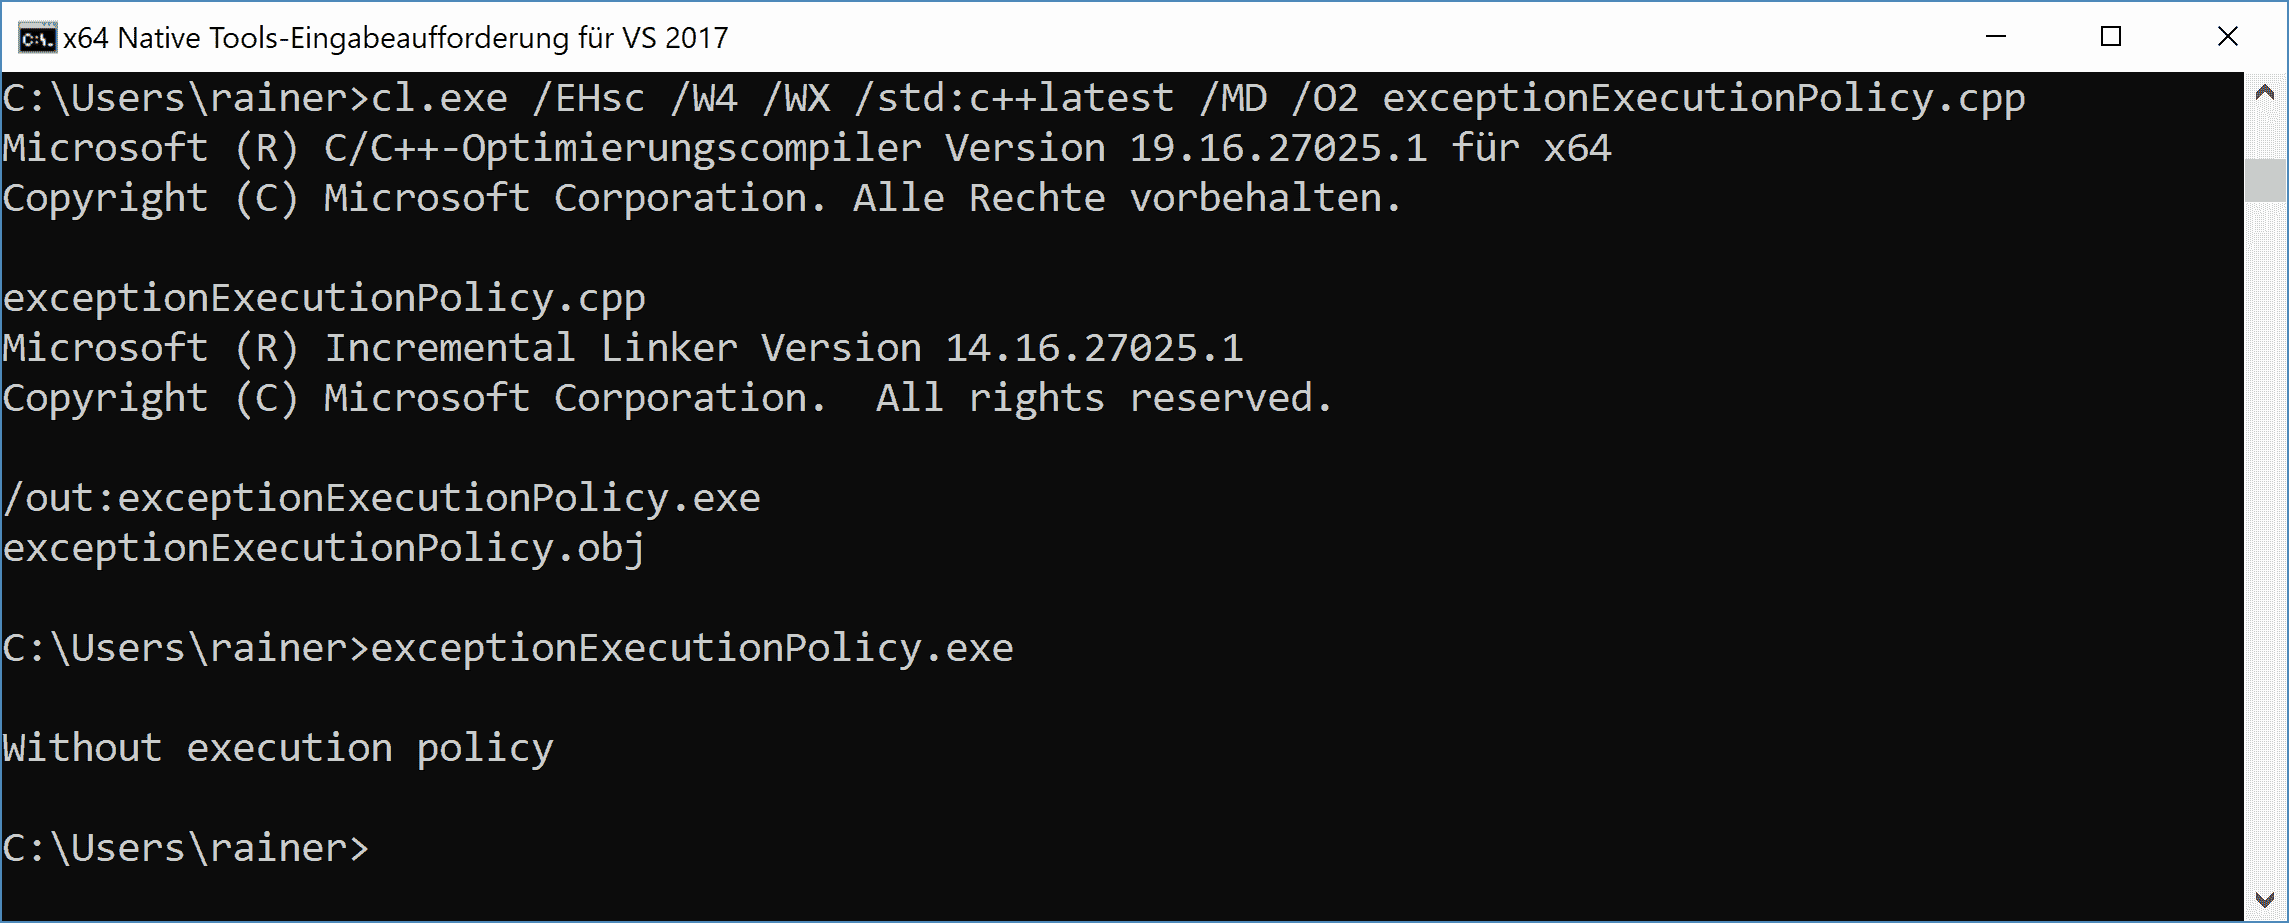 x64 Native Tools-Eingabeaufforderung für VS 2017
C:\Users\rainer>cl.exe /EHsc /W4 /WX /std:c++latest /MD /O2 exceptionExecutionPolicy.cpp
Microsoft (R) C/C++-Optimierungscompiler Version 19.16.27025.1 für x64
Copyright (C) Microsoft Corporation. Alle Rechte vorbehalten.
exceptionExecutionPolicy.cpp
Microsoft (R) Incremental Linker Version 14.16.27025.1
Copyright (C) Microsoft Corporation.  All rights reserved.
/out:exceptionExecutionPolicy.exe
exceptionExecutionPolicy.obj
C:\Users\rainer>exceptionExecutionPolicy.exe
Without execution policy
C:\Users\rainer>